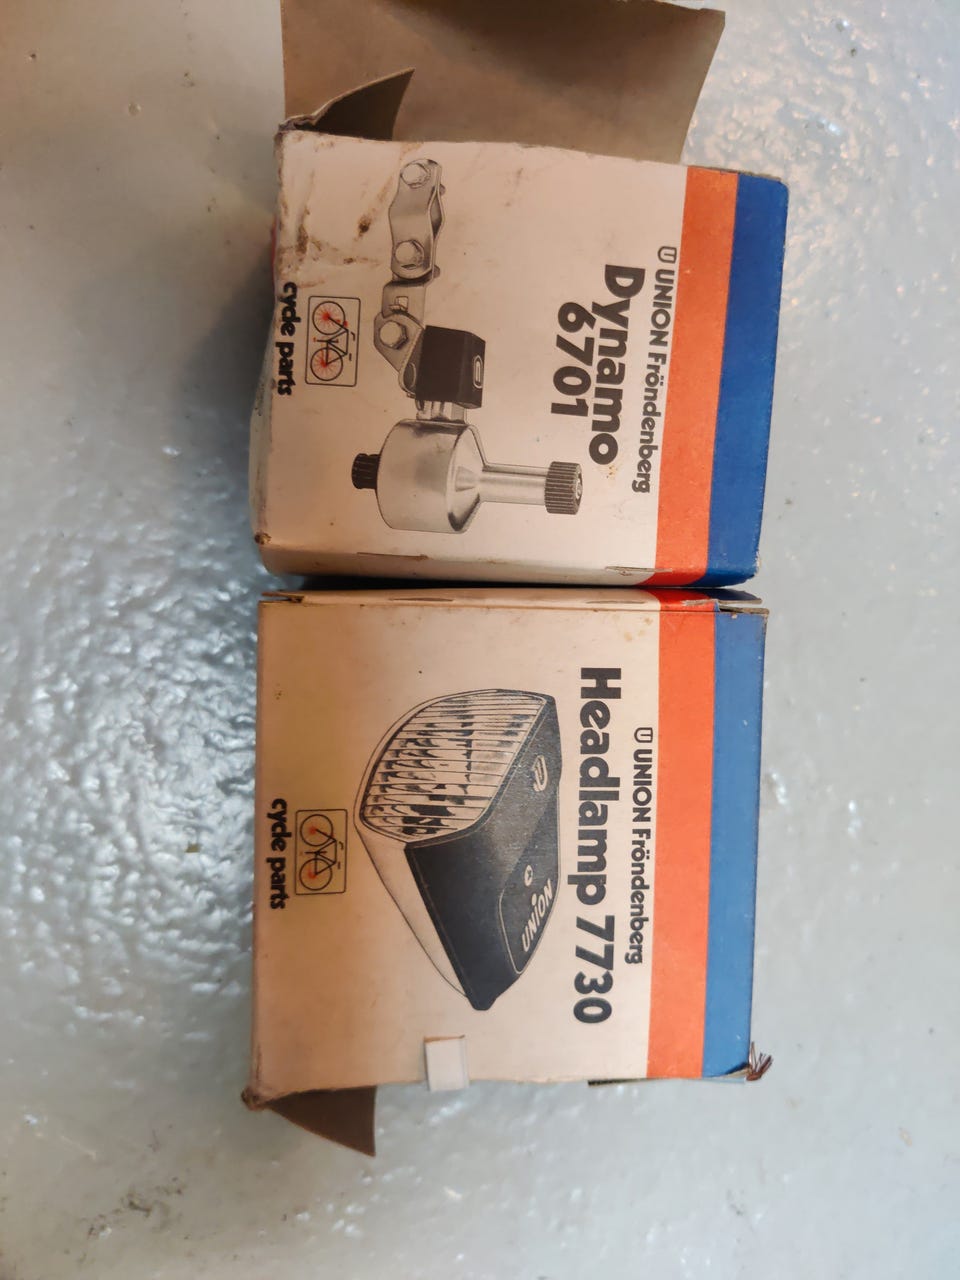 UNION Fröndenberg
Dynamo
6701
cycle parts
UNION Fröndenberg
Headlamp 7730
UNION
cycle parts